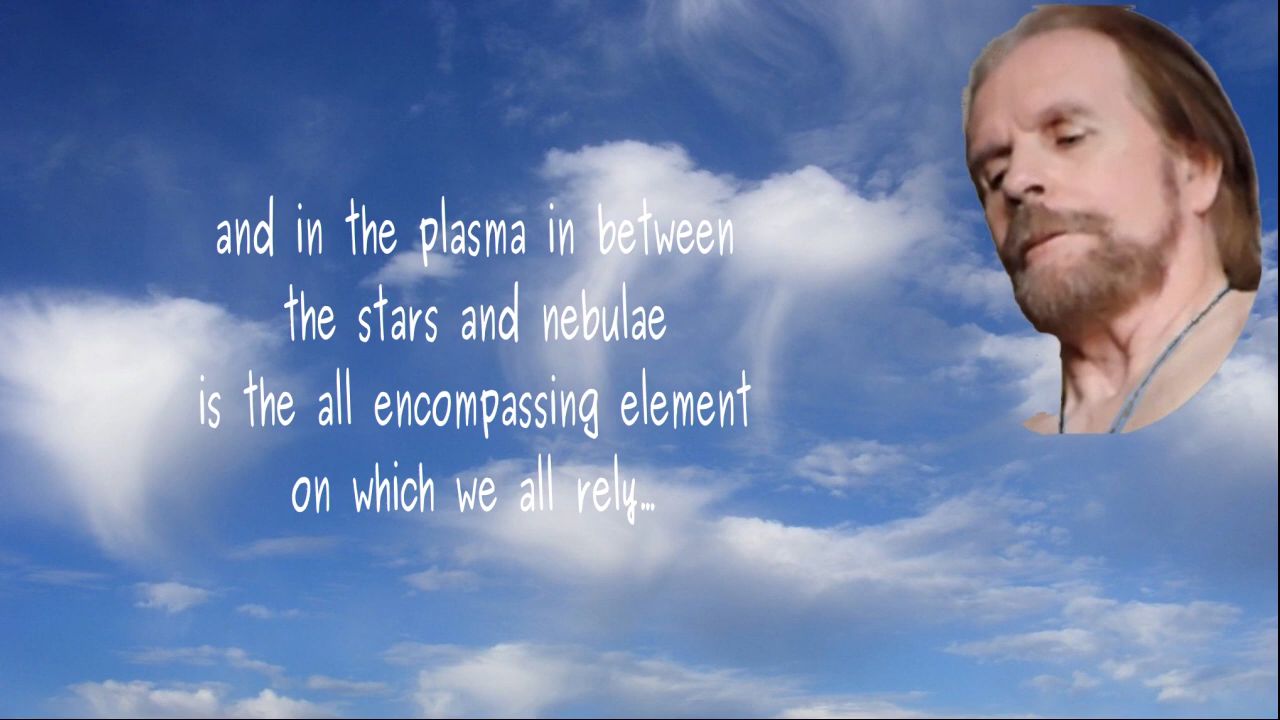 and in the plasma in between
the stars and nebulae
is the all encompassing element
on which we all rely...